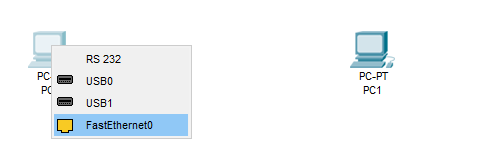 RS 232
USB0
USB1
FastEthernet0
PC-PT
PC1